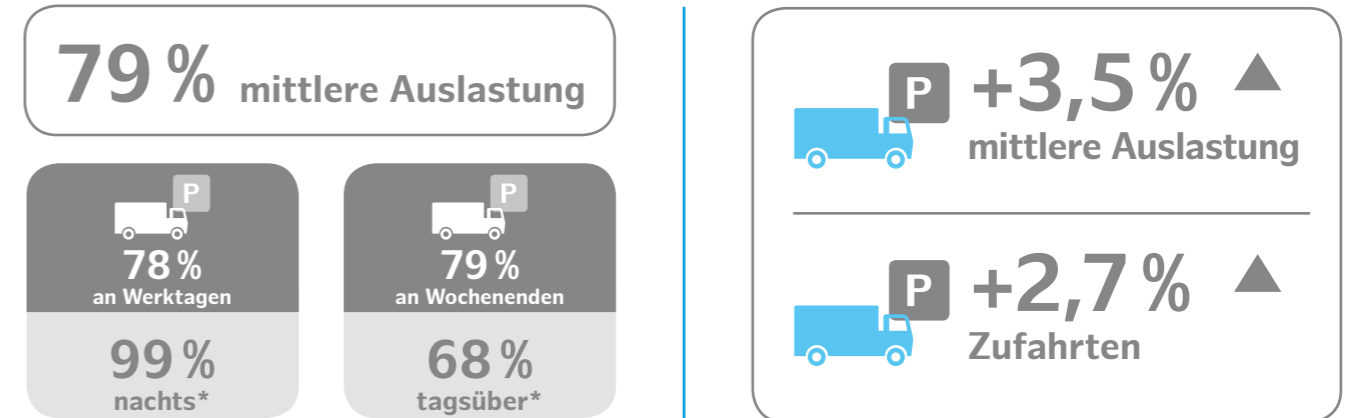 79 % mittlere Auslastung
P
78 %
an Werktagen
99 %
nachts*
P
79 %
an Wochenenden
68 %
tagsüber*
P
+3,5 %
mittlere Auslastung
P
+2,7 %
Zufahrten